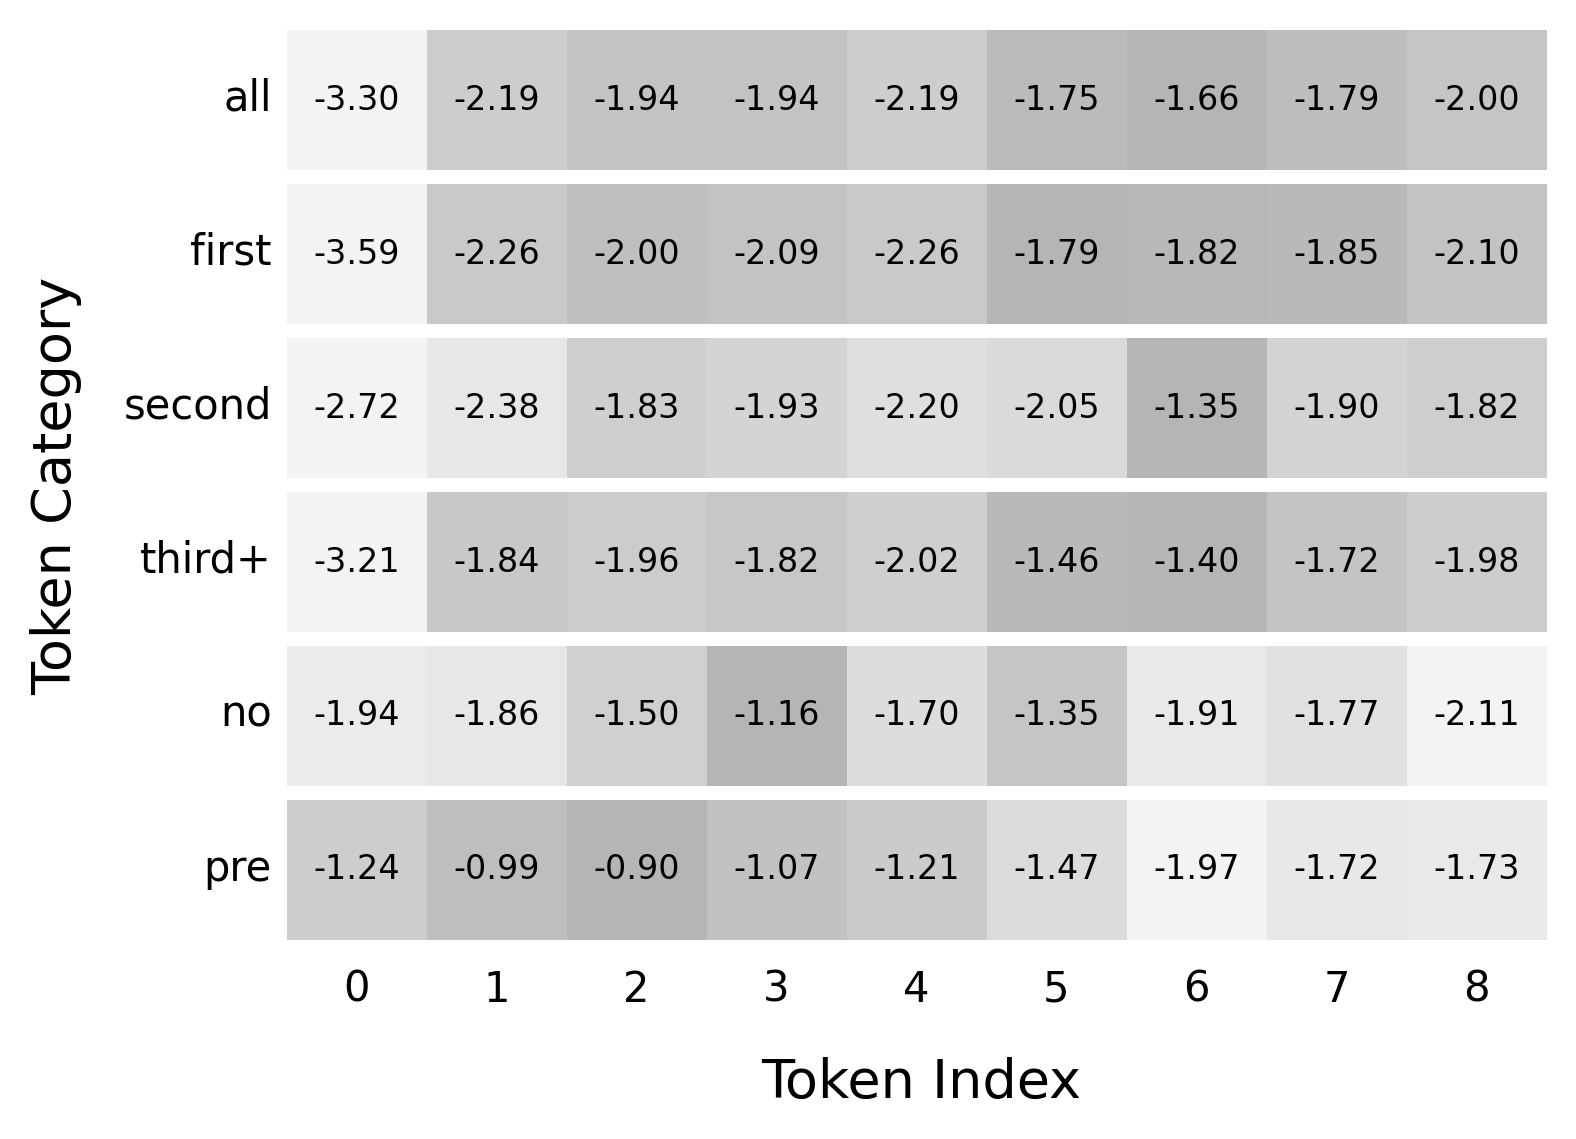 Token Category
all -3.30 -2.19 -1.94 -1.94 -2.19 -1.75 -1.66 -1.79 -2.00
first -3.59 -2.26 -2.00 -2.09 -2.26 -1.79 -1.82 -1.85 -2.10
second -2.72 -2.38 -1.83 -1.93 -2.20 -2.05 -1.35 -1.90 -1.82
third+ -3.21 -1.84 -1.96 -1.82 -2.02 -1.46 -1.40 -1.72 -1.98
no -1.94 -1.86 -1.50 -1.16 -1.70 -1.35 -1.91 -1.77 -2.11
pre -1.24 -0.99 -0.90 -1.07 -1.21 -1.47 -1.97 -1.72 -1.73
0 1 2 3 4 5 6 7 8
Token Index